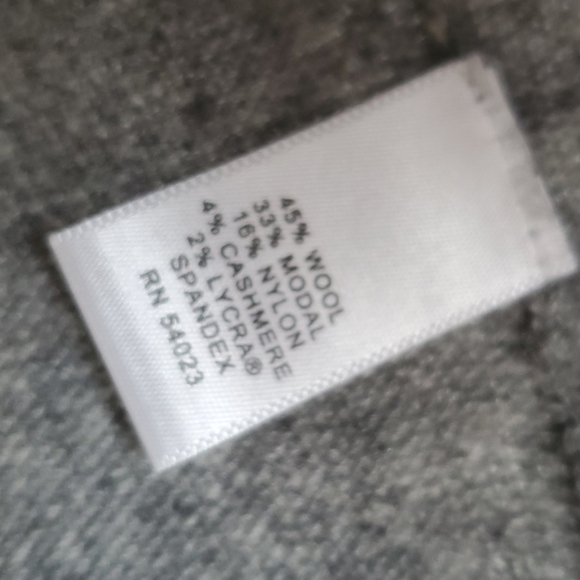 45% WOOL
33% MODAL
16% NYLON
4% CASHMERE
2% LYCRA®
SPANDEX
RN 54023